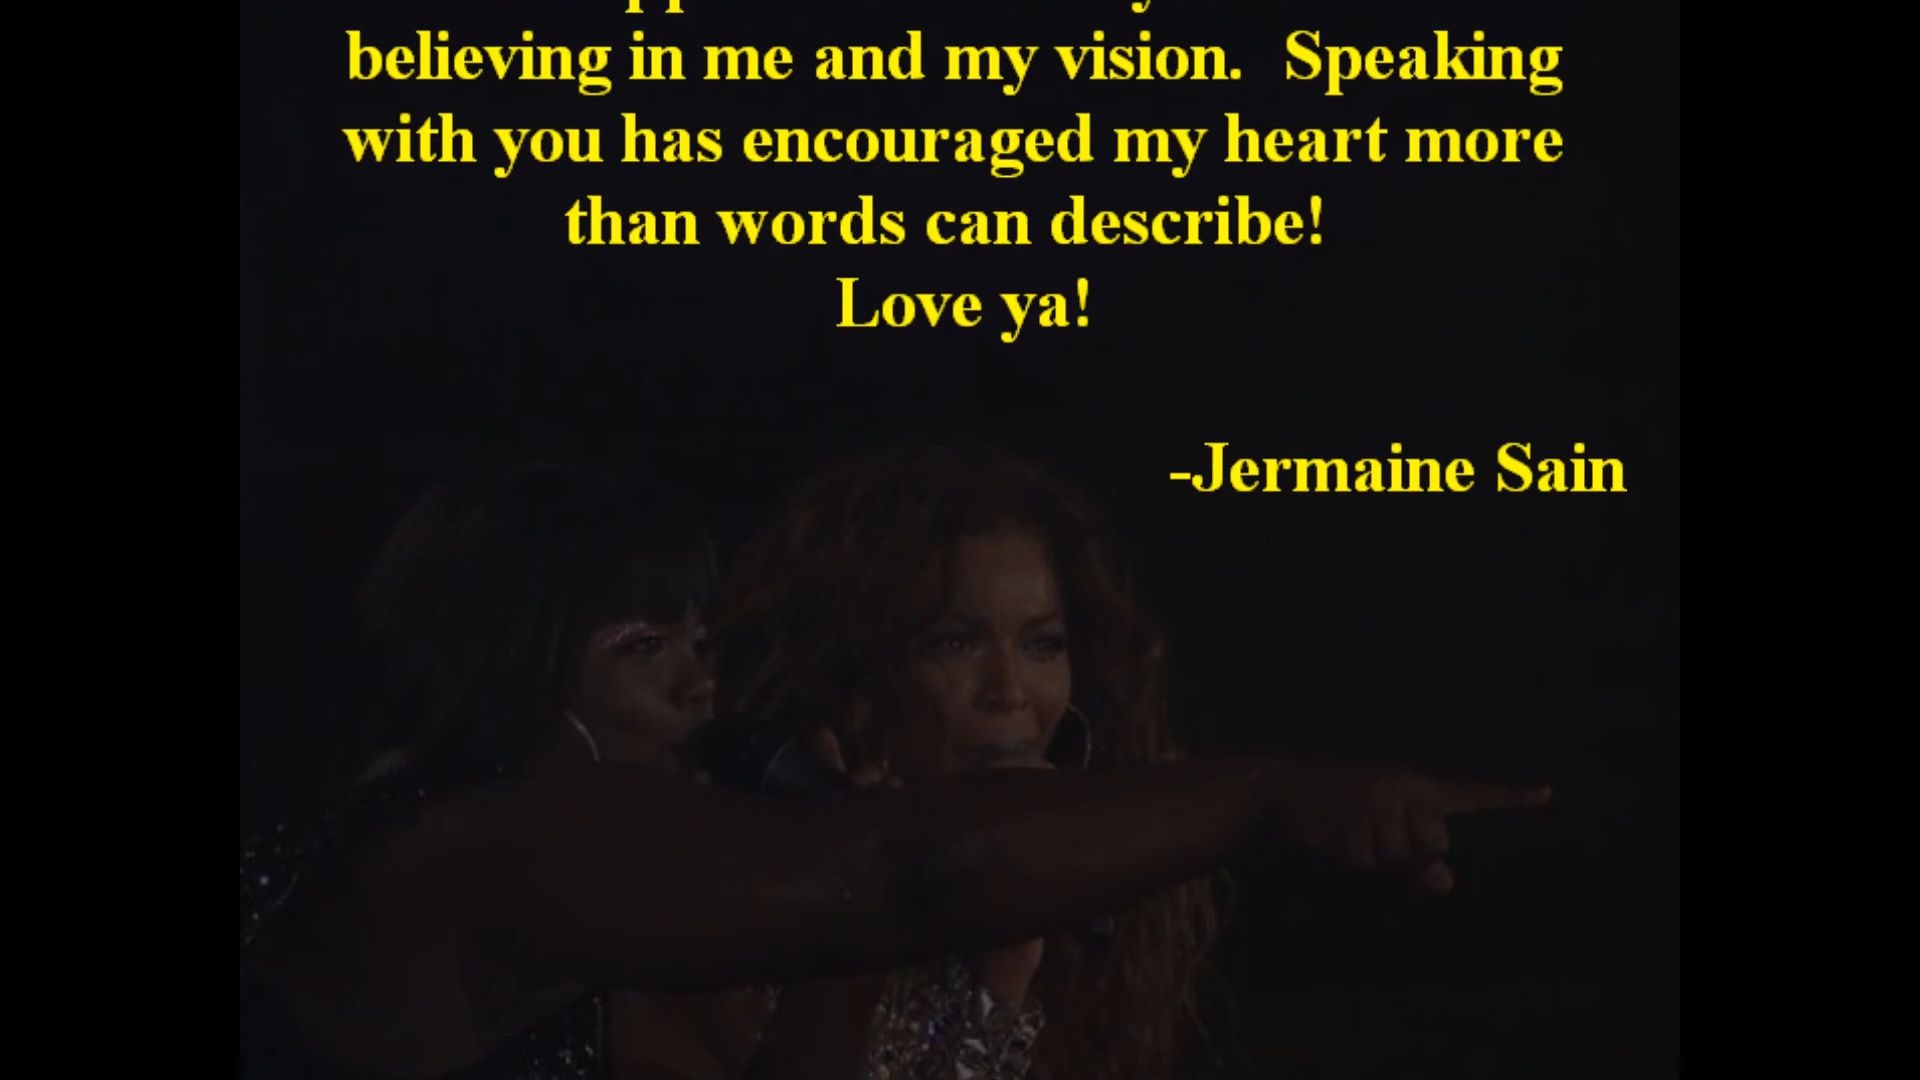 believing in me and my vision.  Speaking
with you has encouraged my heart more
than words can describe!
Love ya!
-Jermaine Sain